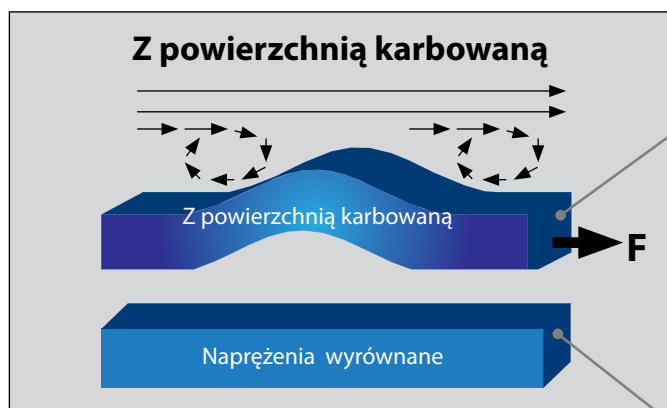 Z powierzchnią karbowaną
Z powierzchnią karbowaną
F
Naprężenia wyrównane